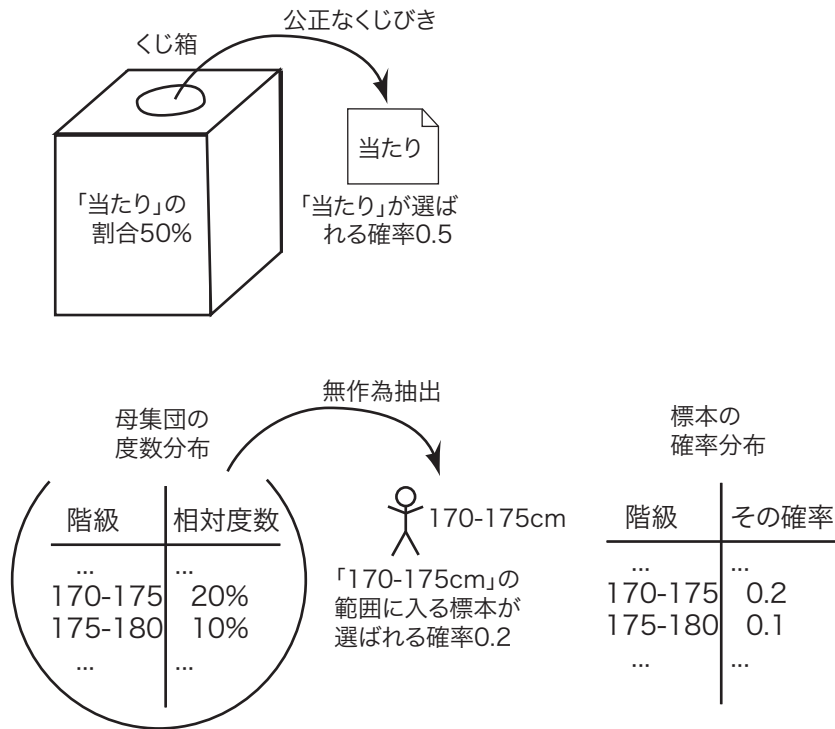 公正なくじびき
くじ箱
当たり
「当たり」の
割合50%
「当たり」が選ば
れる確率0.5
無作為抽出
母集団の
度数分布
階級 相対度数
... ...
170-175 20%
175-180 10%
... ...
170-175cm
「170-175cm」の
範囲に入る標本が
選ばれる確率0.2
標本の
確率分布
階級 その確率
... ...
170-175 0.2
175-180 0.1
... ...